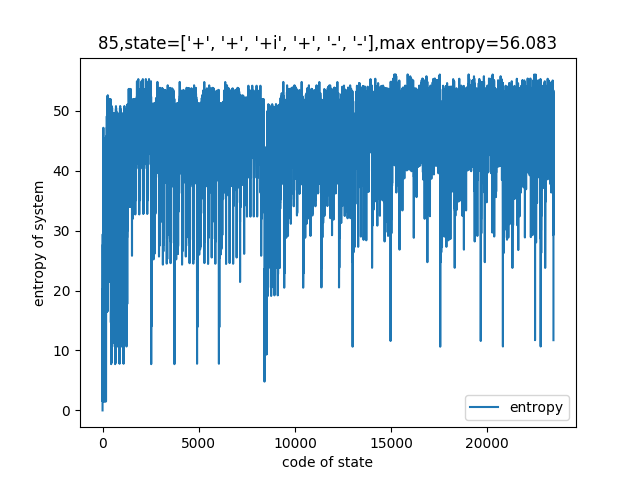 85,state=['+', '+', '+i', '+', '-', '-'],max entropy=56.083
entropy of system
50
40
30
20
10
0
entropy
0 5000 10000 15000 20000
code of state